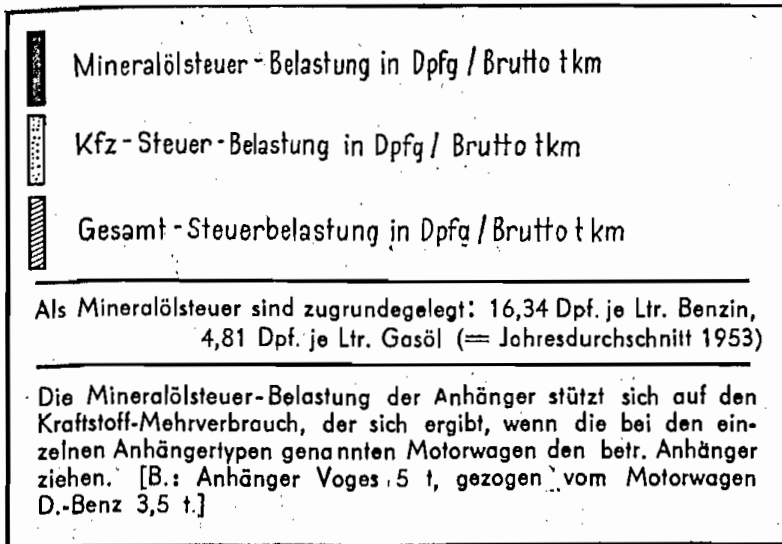 Mineralölsteuer-Belastung in Dpfg / Brutto tkm
Kfz-Steuer-Belastung in Dpfg / Brutto tkm
Gesamt-Steuerbelastung in Dpfg / Brutto tkm
Als Mineralölsteuer sind zugrundegelegt: 16,34 Dpf. je Ltr. Benzin,
4,81 Dpf. je Ltr. Gasöl (= Jahresdurchschnitt 1953)
Die Mineralölsteuer-Belastung der Anhänger stützt sich auf den
Kraftstoff-Mehrverbrauch, der sich ergibt, wenn die bei den ein-
zelnen Anhängertypen genannten Motorwagen den betr. Anhänger
ziehen. [B.: Anhänger Voges 5 t, gezogen vom Motorwagen
D.-Benz 3,5 t.]